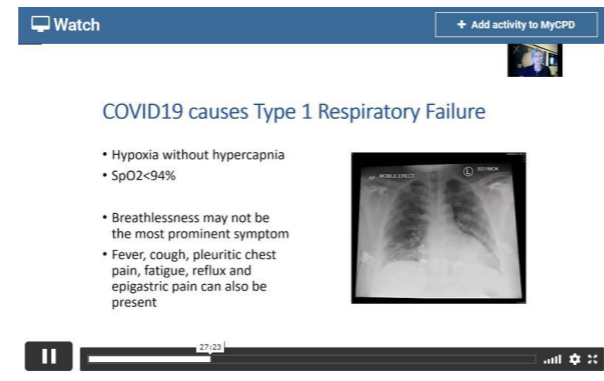 Watch
+ Add activity to MyCPD
COVID19 causes Type 1 Respiratory Failure
• Hypoxia without hypercapnia
• SpO2<94%
• Breathlessness may not be
the most prominent symptom
• Fever, cough, pleuritic chest
pain, fatigue, reflux and
epigastric pain can also be
present
AP MOBILE ERECT
L
27:23